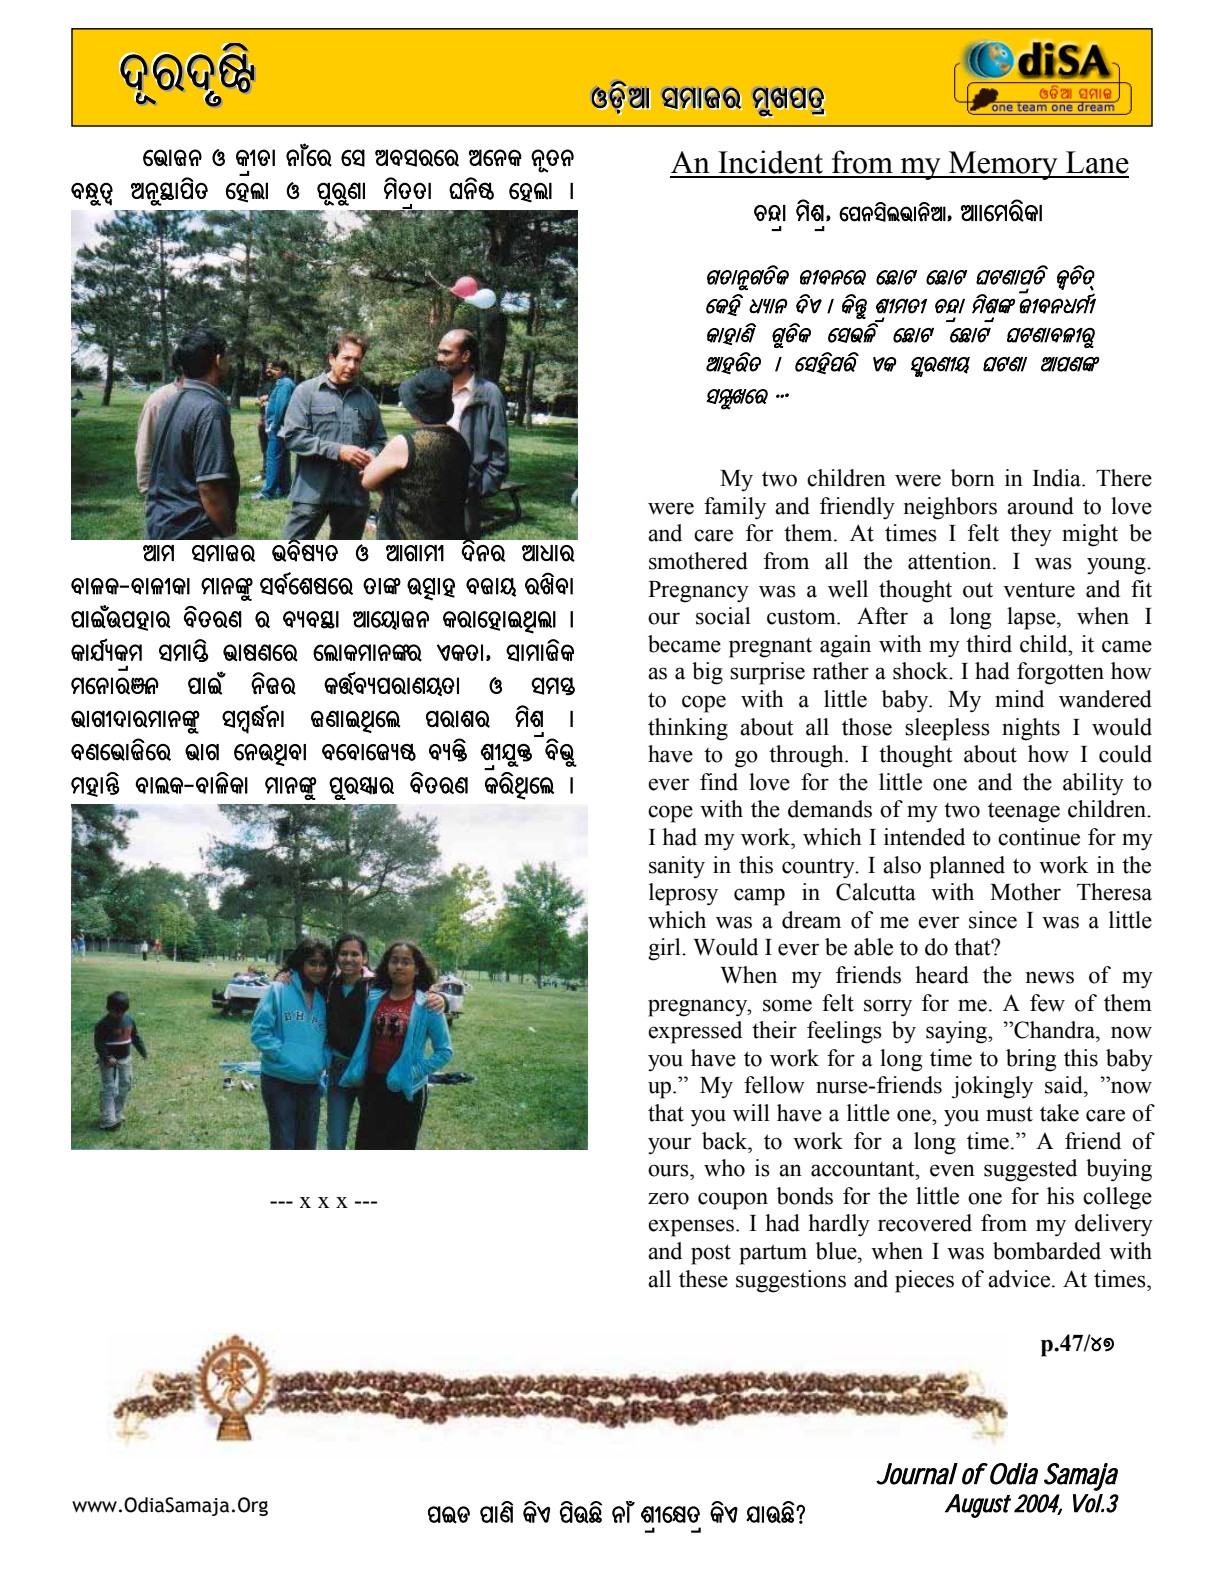 ଦୂରଦୃଷ୍ଟି
ଓଡ଼ିଆ ସମାଜର ମୁଖପତ୍ର
diSA
ଓଡିଆ ସମାଜ
one team one dream
ଭୋଜନ ଓ କ୍ରୀଡା ନାଁରେ ସେ ଅବସରରେ ଅନେକ ନୂତନ
ବନ୍ଧୁତ୍ୱ ଅନୁସ୍ଥାପିତ ହେଲା ଓ ପୂରୁଣା ମିତ୍ରତା ଘନିଷ୍ଠ ହେଲା ।
ଆମ ସମାଜର ଭବିଷ୍ୟତ ଓ ଆଗାମୀ ଦିନର ଆଧାର
ବାଳକ-ବାଳୀକା ମାନଙ୍କୁ ସର୍ବଶେଷରେ ତାଙ୍କ ଉତ୍ସାହ ବଜାୟ ରଖିବା
ପାଇଁଉପହାର ବିତରଣ ର ବ୍ୟବସ୍ଥା ଆୟୋଜନ କରାହୋଇଥିଲା ।
କାର୍ଯ୍ୟକ୍ରମ ସମାପ୍ତି ଭାଷଣରେ ଲୋକମାନଙ୍କର ଏକତା, ସାମାଜିକ
ମନୋରଞ୍ଜନ ପାଇଁ ନିଜର କର୍ତ୍ତବ୍ୟପରାଣୟତା ଓ ସମସ୍ତ
ଭାଗୀଦାରମାନଙ୍କୁ ସମ୍ବର୍ଦ୍ଧନା ଜଣାଇଥିଲେ ପରାଶର ମିଶ୍ର ।
ବଣଭୋଜିରେ ଭାଗ ନେଉଥିବା ବବୋଜ୍ୟେଷ୍ଠ ବ୍ୟକ୍ତି ଶ୍ରୀଯୁକ୍ତ ବିଭୁ
ମହାନ୍ତି ବାଲକ-ବାଳିକା ମାନଙ୍କୁ ପୁରସ୍କାର ବିତରଣ କରିଥିଲେ ।
--- x x x ---
An Incident from my Memory Lane
ଚନ୍ଦ୍ରା ମିଶ୍ର, ପେନସିଲଭାନିଆ, ଆମେରିକା
ଗତାନୁଗତିକ ଜୀବନରେ ଛୋଟ ଛୋଟ ଘଟଣାପ୍ରତି କ୍ୱଚିତ୍
କେହି ଧ୍ୟାନ ଦିଏ । କିନ୍ତୁ ଶ୍ରୀମତୀ ଚନ୍ଦ୍ରା ମିଶ୍ରଙ୍କ ଜୀବନଧର୍ମୀ
କାହାଣି ଗୁଡିକ ସେଭଳି ଛୋଟ ଛୋଟ ଘଟଣାବଳୀରୁ
ଆହରିତ । ସେହିପରି ଏକ ସ୍ମରଣୀୟ ଘଟଣା ଆପଣଙ୍କ
ସମ୍ମୁଖରେ ...
My two children were born in India. There
were family and friendly neighbors around to love
and care for them. At times I felt they might be
smothered from all the attention. I was young.
Pregnancy was a well thought out venture and fit
our social custom. After a long lapse, when I
became pregnant again with my third child, it came
as a big surprise rather a shock. I had forgotten how
to cope with a little baby. My mind wandered
thinking about all those sleepless nights I would
have to go through. I thought about how I could
ever find love for the little one and the ability to
cope with the demands of my two teenage children.
I had my work, which I intended to continue for my
sanity in this country. I also planned to work in the
leprosy camp in Calcutta with Mother Theresa
which was a dream of me ever since I was a little
girl. Would I ever be able to do that?
When my friends heard the news of my
pregnancy, some felt sorry for me. A few of them
expressed their feelings by saying, ”Chandra, now
you have to work for a long time to bring this baby
up.” My fellow nurse-friends jokingly said, ”now
that you will have a little one, you must take care of
your back, to work for a long time.” A friend of
ours, who is an accountant, even suggested buying
zero coupon bonds for the little one for his college
expenses. I had hardly recovered from my delivery
and post partum blue, when I was bombarded with
all these suggestions and pieces of advice. At times,
p.47/୪୭
Journal of Odia Samaja
August 2004, Vol.3
www.OdiaSamaja.Org
ପଇଡ ପାଣି କିଏ ପିଉଛି ନାଁ ଶ୍ରୀକ୍ଷେତ୍ର କିଏ ଯାଉଛି?